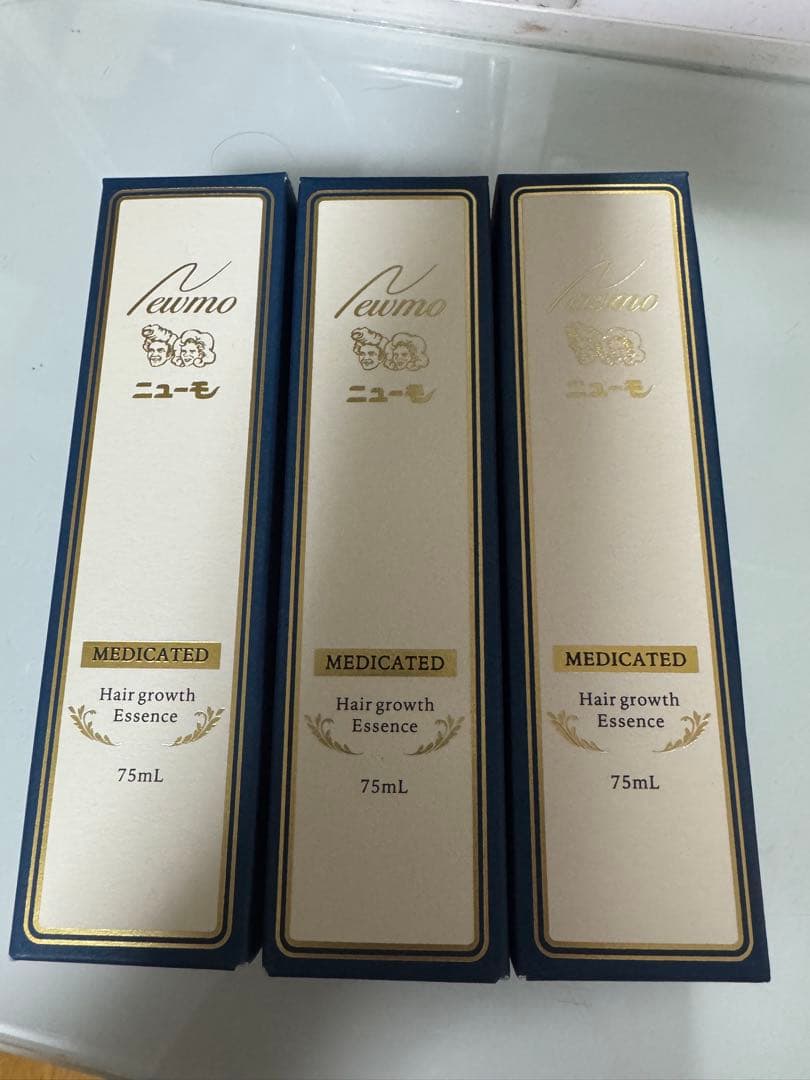 Newmo
ニューモ
MEDICATED
Hair growth
Essence
75mL
Newmo
ニューモ
MEDICATED
Hair growth
Essence
75mL
Newmo
ニューモ
MEDICATED
Hair growth
Essence
75mL